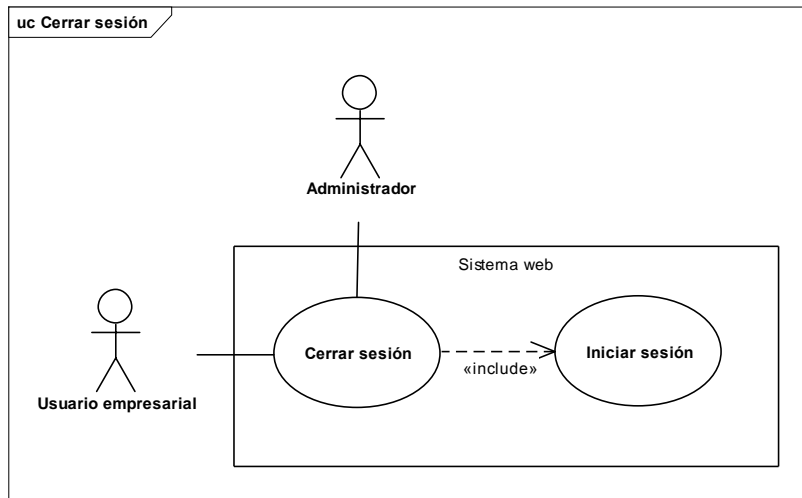 uc Cerrar sesión
Administrador
Sistema web
Cerrar sesión
Iniciar sesión
«include»
Usuario empresarial